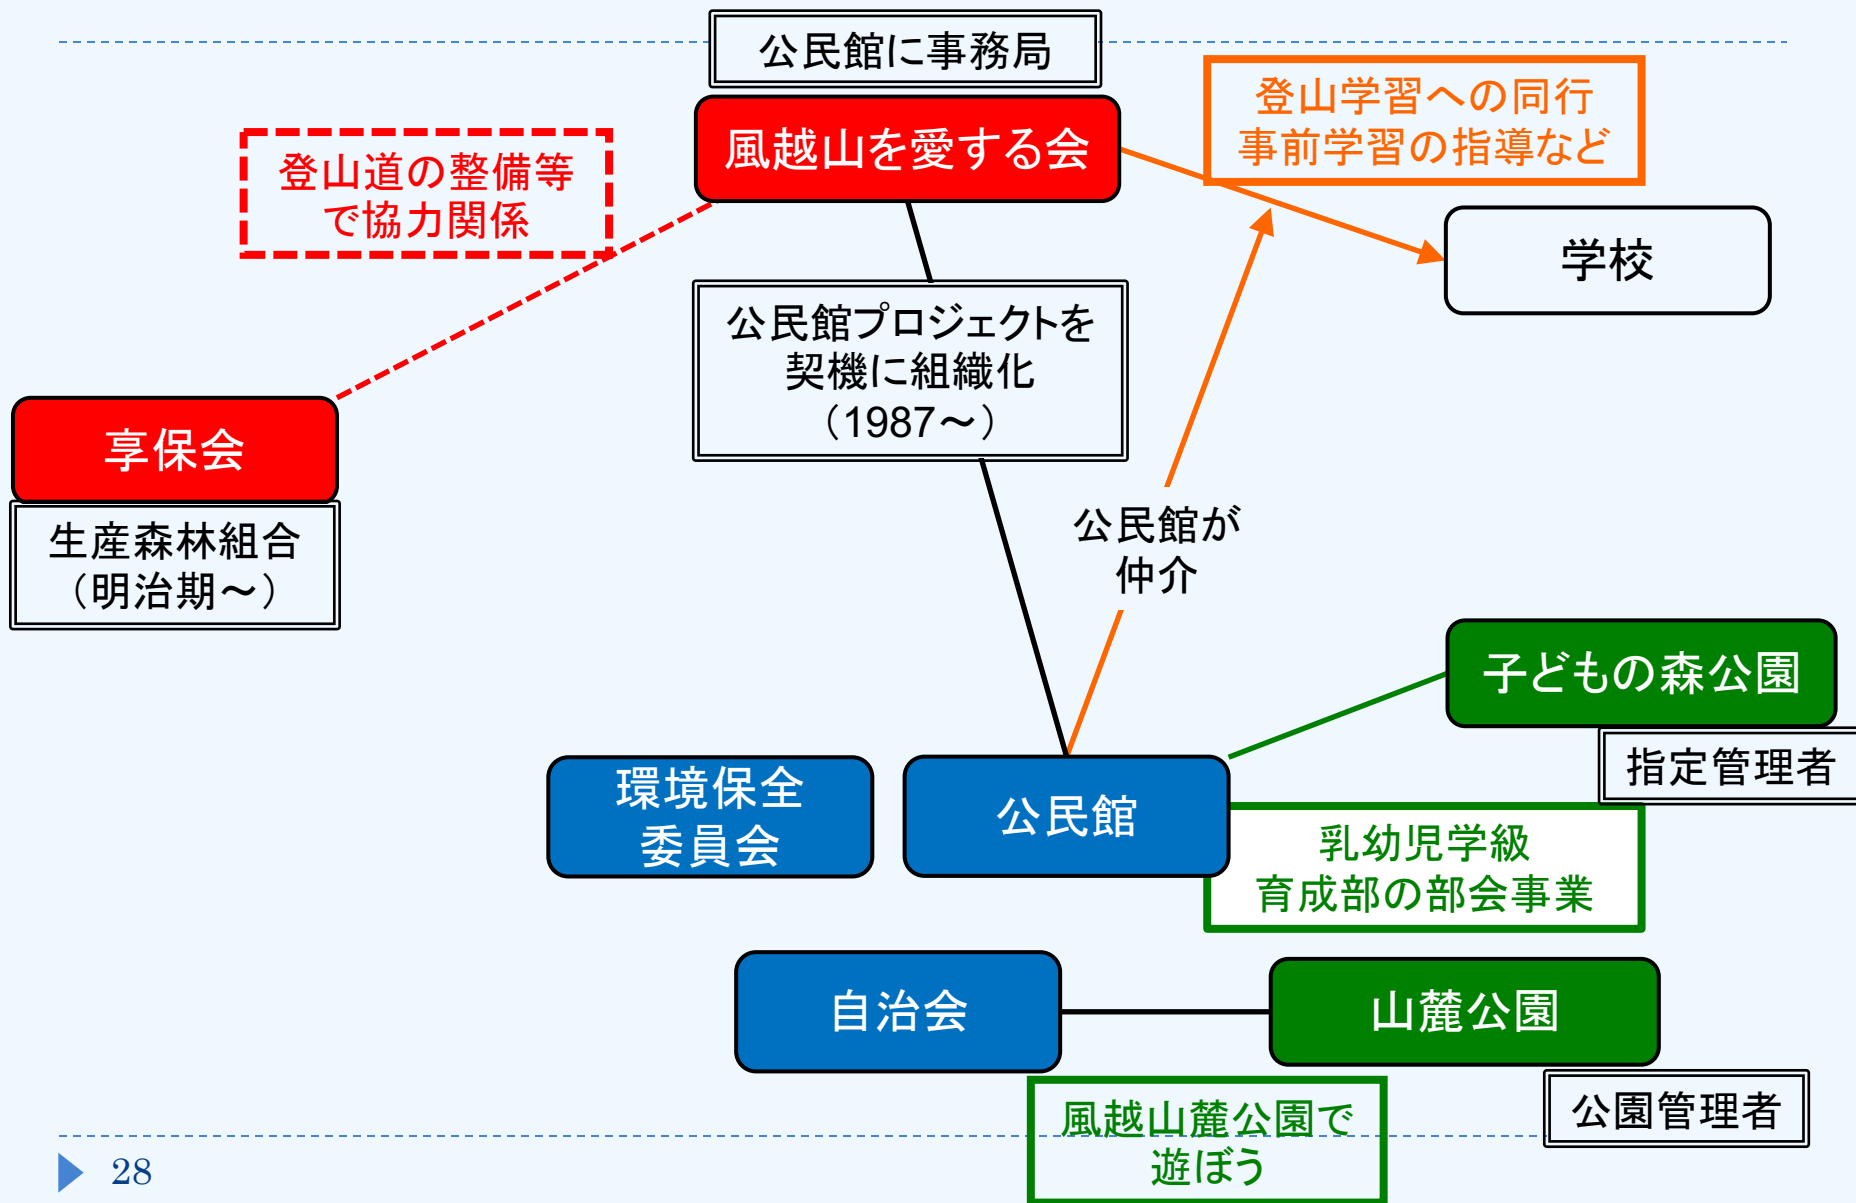 公民館に事務局
風越山を愛する会
登山学習への同行
事前学習の指導など
登山道の整備等
で協力関係
学校
公民館プロジェクトを
契機に組織化
（1987～）
享保会
生産森林組合
（明治期～）
公民館が
仲介
子どもの森公園
指定管理者
環境保全
委員会
公民館
乳幼児学級
育成部の部会事業
自治会
山麓公園
公園管理者
風越山麓公園で
遊ぼう
28